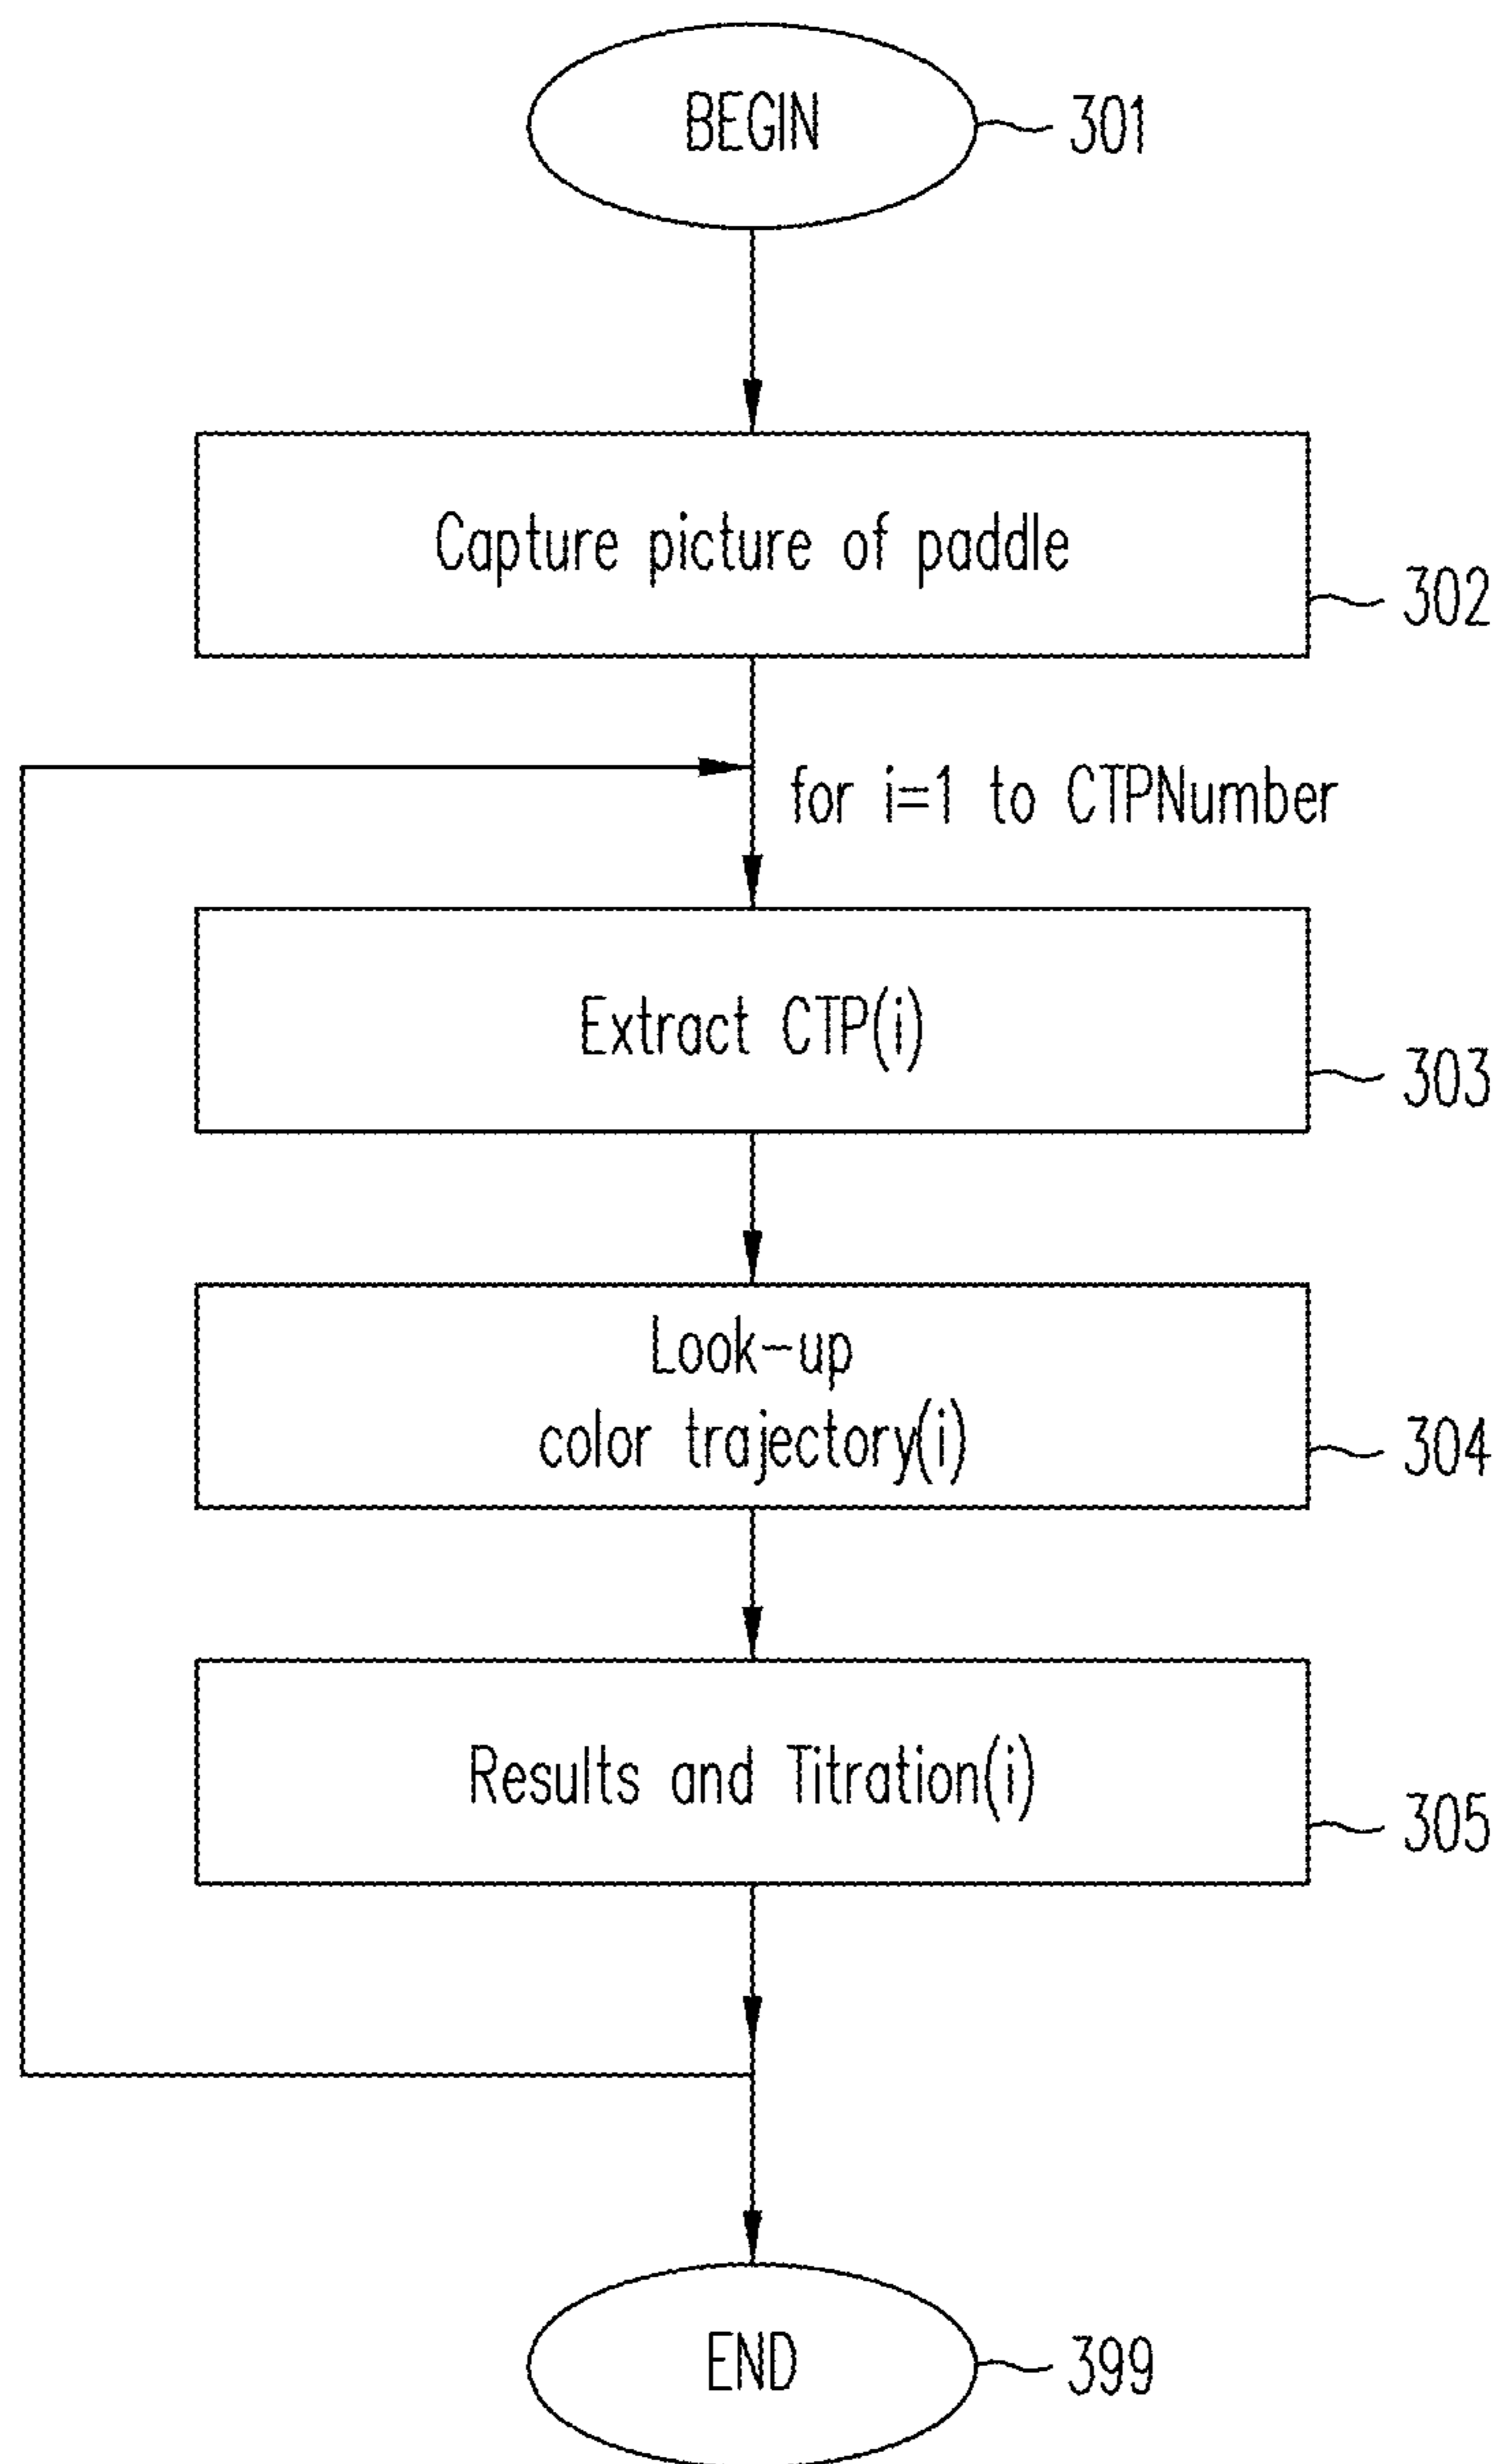 BEGIN
301
Capture picture of paddle
302
for i=1 to CTPNumber
Extract CTP(i)
303
Look-up
color trajectory(i)
304
Results and Titration(i)
305
END
399